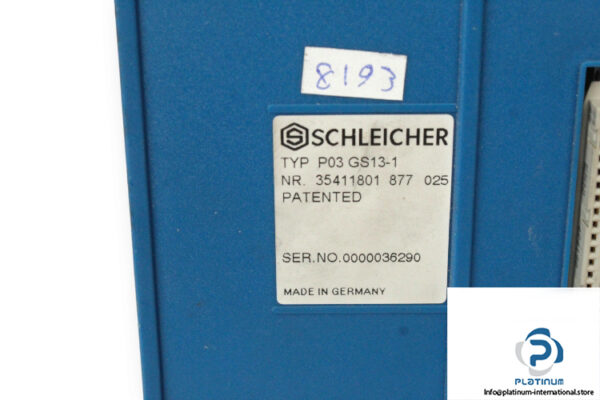 8193
SCHLEICHER
TYP P03 GS13-1
NR. 35411801 877 025
PATENTED
SER.NO.0000036290
MADE IN GERMANY
PLATINUM
https://platinum-international.store